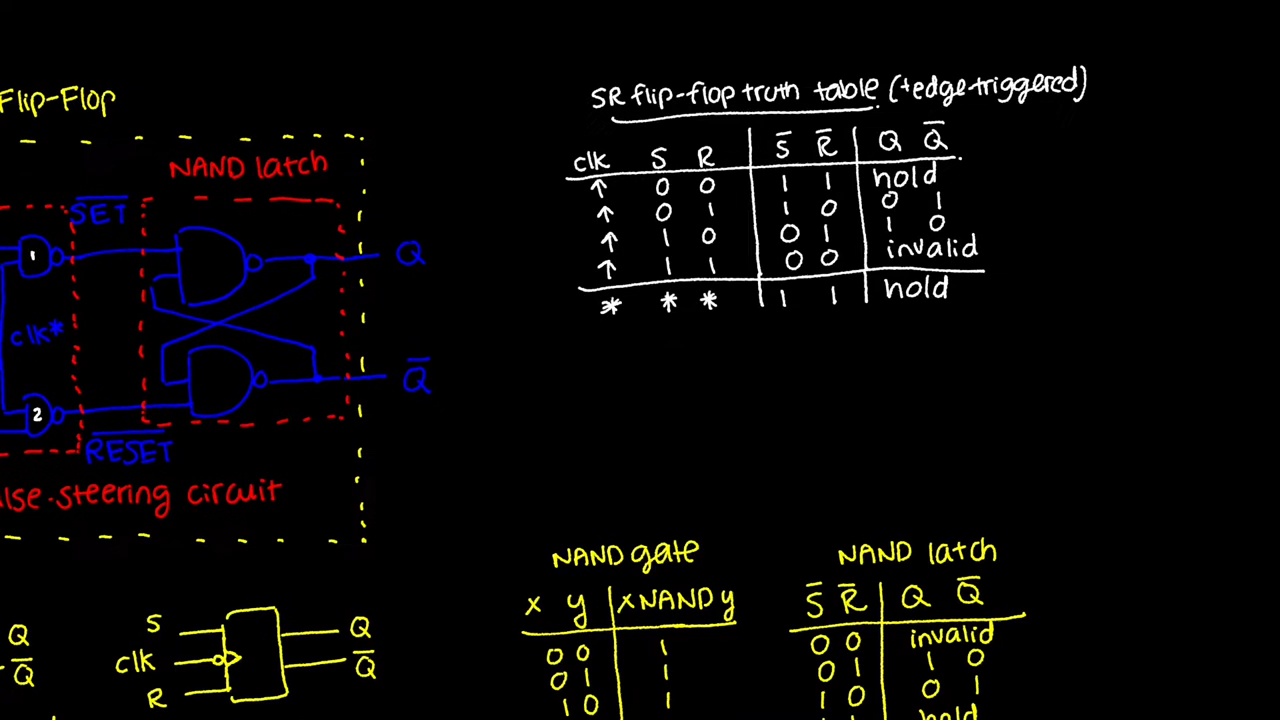 Flip-Flop
NAND latch
SET
1
Q
clk*
2
Q̅
RESET
lse-steering circuit
SR flip-flop truth table (+edge-triggered)
clk S R S̅ R̅ Q Q̅
↑ 0 0 1 1 hold
↑ 0 1 1 0 0 1
↑ 1 0 0 1 1 0
↑ 1 1 0 0 invalid
* * * 1 1 hold
Q
Q̅
S
clk
R
Q
Q̅
NAND gate
x y x NAND y
0 0 1
0 1 1
1 0 1
NAND latch
S̅ R̅ Q Q̅
0 0 invalid
0 1 1 0
1 0 0 1
hold